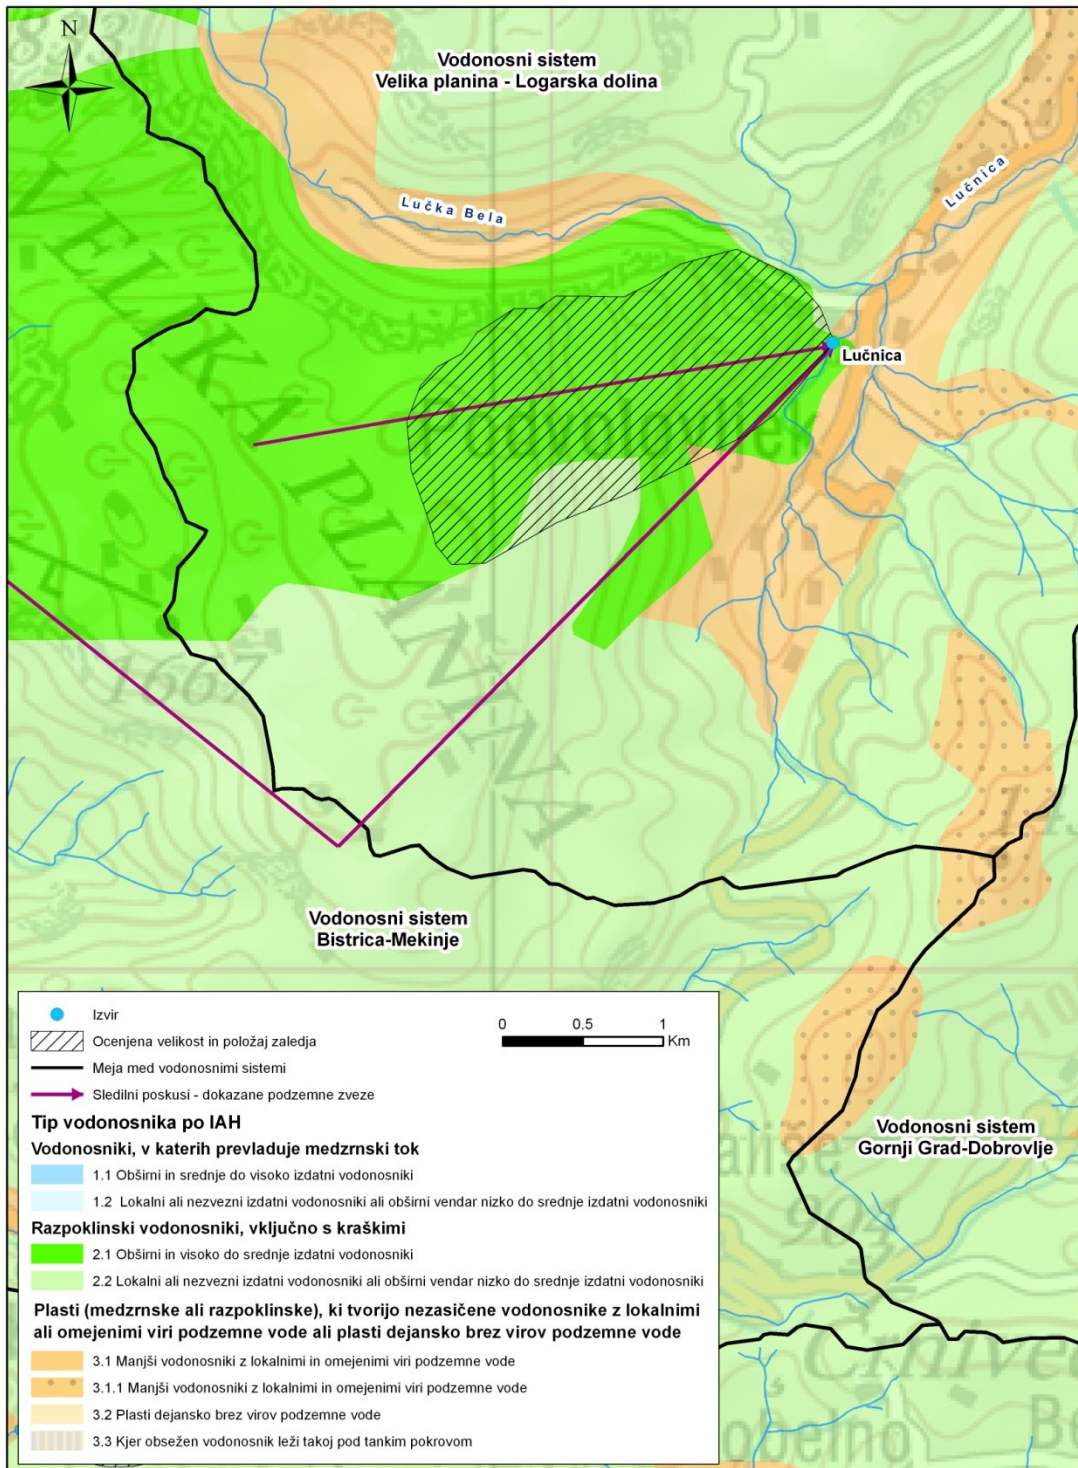 N
Vodonosni sistem
Velika planina - Logarska dolina
Lučka Bela
Lučnica
VELIKA PLANINA
Lučnica
Podvolovljek
1667
Vodonosni sistem
Bistrica-Mekinje
Vodonosni sistem
Gornji Grad-Dobrovlje
904
Izvir
Ocenjena velikost in položaj zaledja
0 0.5 1
Km
Meja med vodonosnimi sistemi
Sledilni poskusi - dokazane podzemne zveze
Tip vodonosnika po IAH
Vodonosniki, v katerih prevladuje medzrnski tok
1.1 Obširni in srednje do visoko izdatni vodonosniki
1.2 Lokalni ali nezvezni izdatni vodonosniki ali obširni vendar nizko do srednje izdatni vodonosniki
Razpoklinski vodonosniki, vključno s kraškimi
2.1 Obširni in visoko do srednje izdatni vodonosniki
2.2 Lokalni ali nezvezni izdatni vodonosniki ali obširni vendar nizko do srednje izdatni vodonosniki
Plasti (medzrnske ali razpoklinske), ki tvorijo nezasičene vodonosnike z lokalnimi
ali omejenimi viri podzemne vode ali plasti dejansko brez virov podzemne vode
3.1 Manjši vodonosniki z lokalnimi in omejenimi viri podzemne vode
3.1.1 Manjši vodonosniki z lokalnimi in omejenimi viri podzemne vode
3.2 Plasti dejansko brez virov podzemne vode
3.3 Kjer obsežen vodonosnik leži takoj pod tankim pokrovom